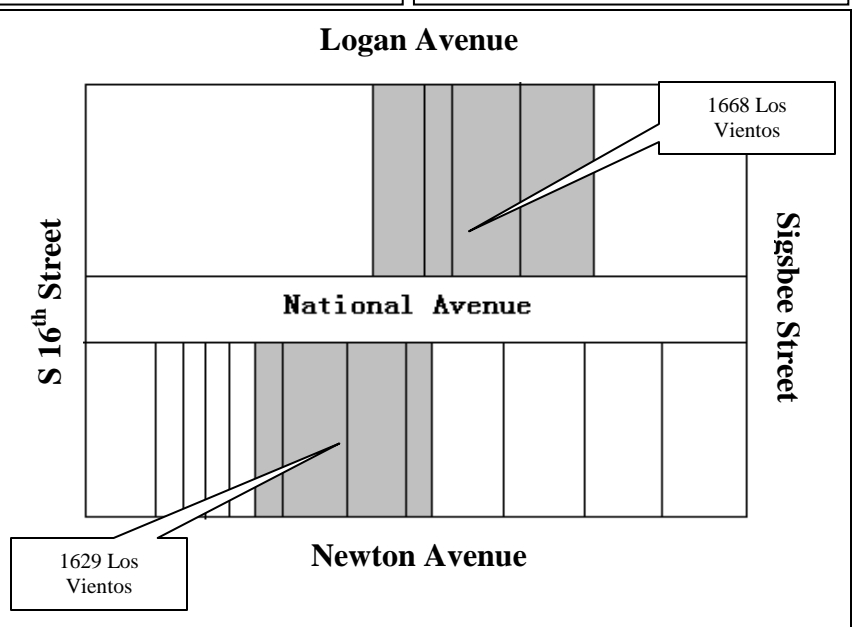 Logan Avenue
1668 Los
Vientos
S 16th Street
Sigsbee Street
National Avenue
1629 Los
Vientos
Newton Avenue